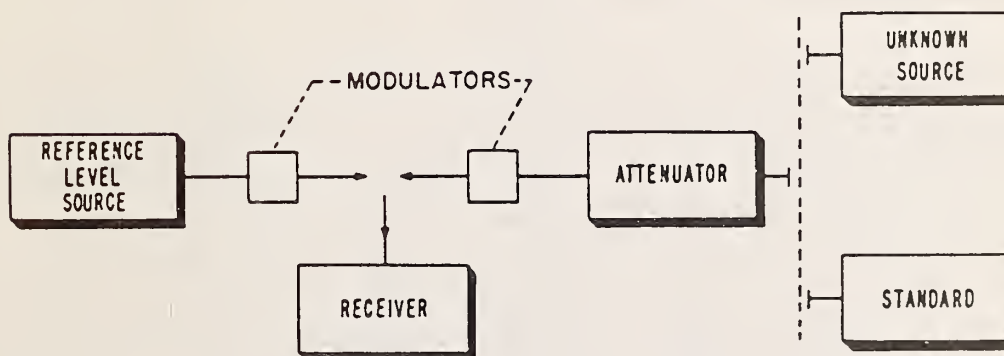 UNKNOWN
SOURCE
MODULATORS
REFERENCE
LEVEL
SOURCE
ATTENUATOR
RECEIVER
STANDARD